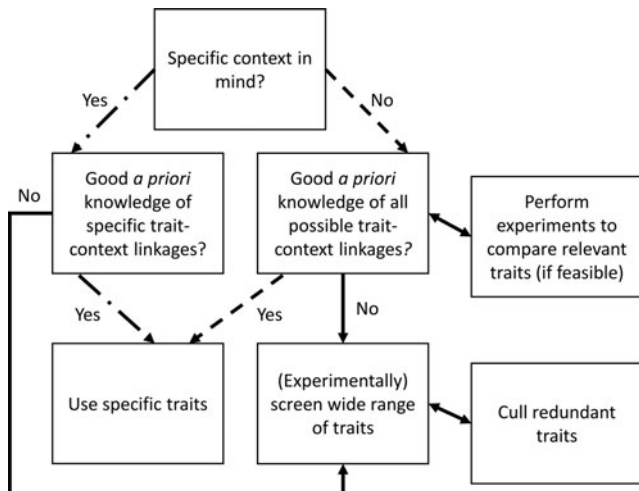 Specific context in
mind?
Yes
No
No
Good a priori
knowledge of
specific trait-
context linkages?
Good a priori
knowledge of all
possible trait-
context linkages?
Perform
experiments to
compare relevant
traits (if feasible)
Yes
Yes
No
Use specific traits
(Experimentally)
screen wide range
of traits
Cull redundant
traits